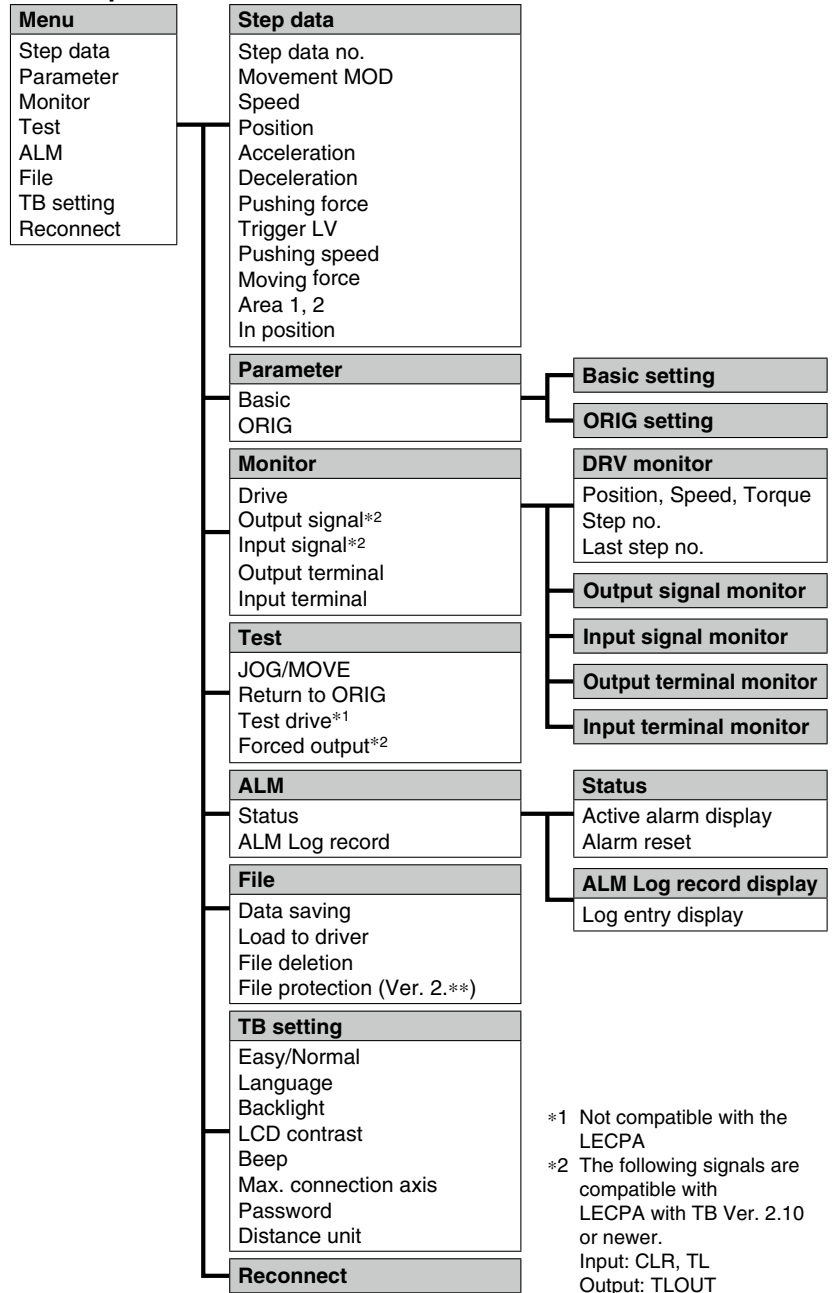 Menu
Step data
Parameter
Monitor
Test
ALM
File
TB setting
Reconnect
Step data
Step data no.
Movement MOD
Speed
Position
Acceleration
Deceleration
Pushing force
Trigger LV
Pushing speed
Moving force
Area 1, 2
In position
Parameter
Basic
ORIG
Basic setting
ORIG setting
Monitor
Drive
Output signal*2
Input signal*2
Output terminal
Input terminal
DRV monitor
Position, Speed, Torque
Step no.
Last step no.
Output signal monitor
Input signal monitor
Output terminal monitor
Input terminal monitor
Test
JOG/MOVE
Return to ORIG
Test drive*1
Forced output*2
ALM
Status
ALM Log record
Status
Active alarm display
Alarm reset
ALM Log record display
Log entry display
File
Data saving
Load to driver
File deletion
File protection (Ver. 2.**)
TB setting
Easy/Normal
Language
Backlight
LCD contrast
Beep
Max. connection axis
Password
Distance unit
Reconnect
*1 Not compatible with the
LECPA
*2 The following signals are
compatible with
LECPA with TB Ver. 2.10
or newer.
Input: CLR, TL
Output: TLOUT